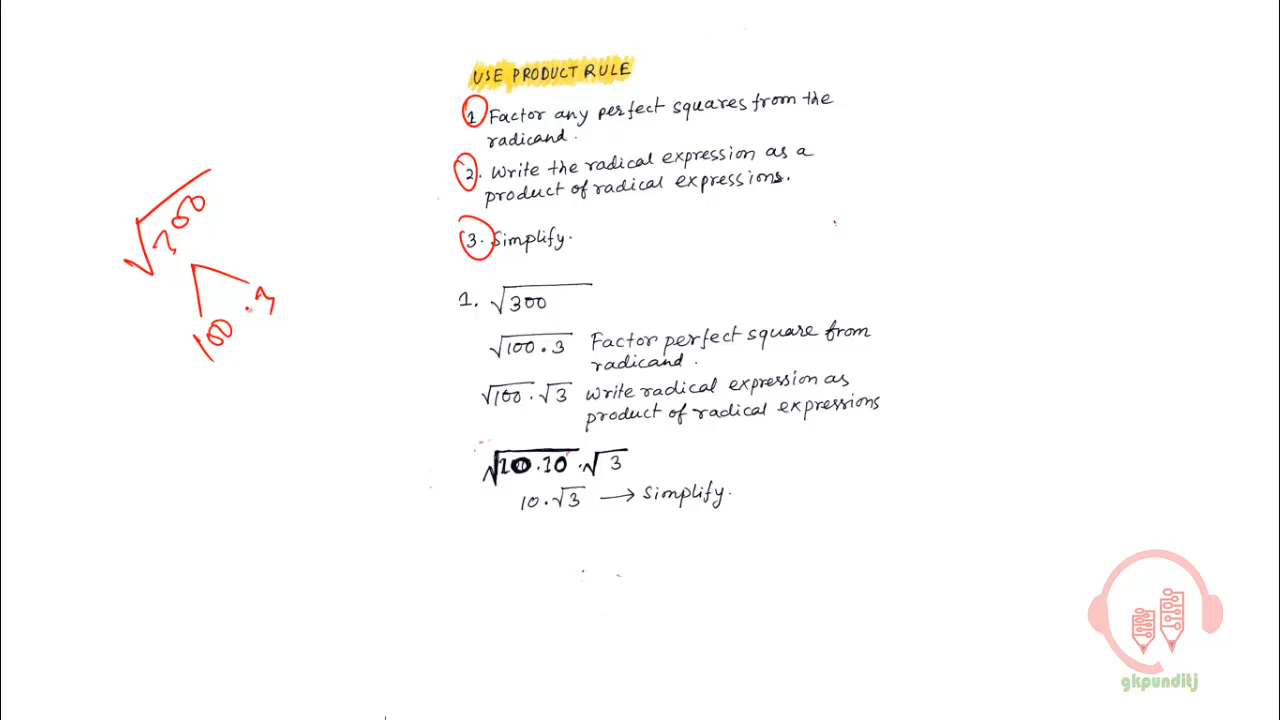 USE PRODUCT RULE
1 Factor any perfect squares from the
radicand.
2. Write the radical expression as a
product of radical expressions.
3. Simplify.
√300
100 . 3
1. √300
√100 . 3 Factor perfect square from
radicand.
√100 . √3 Write radical expression as
product of radical expressions
√10 . 10 . √3
10 . √3 → Simplify.
gkpunditj